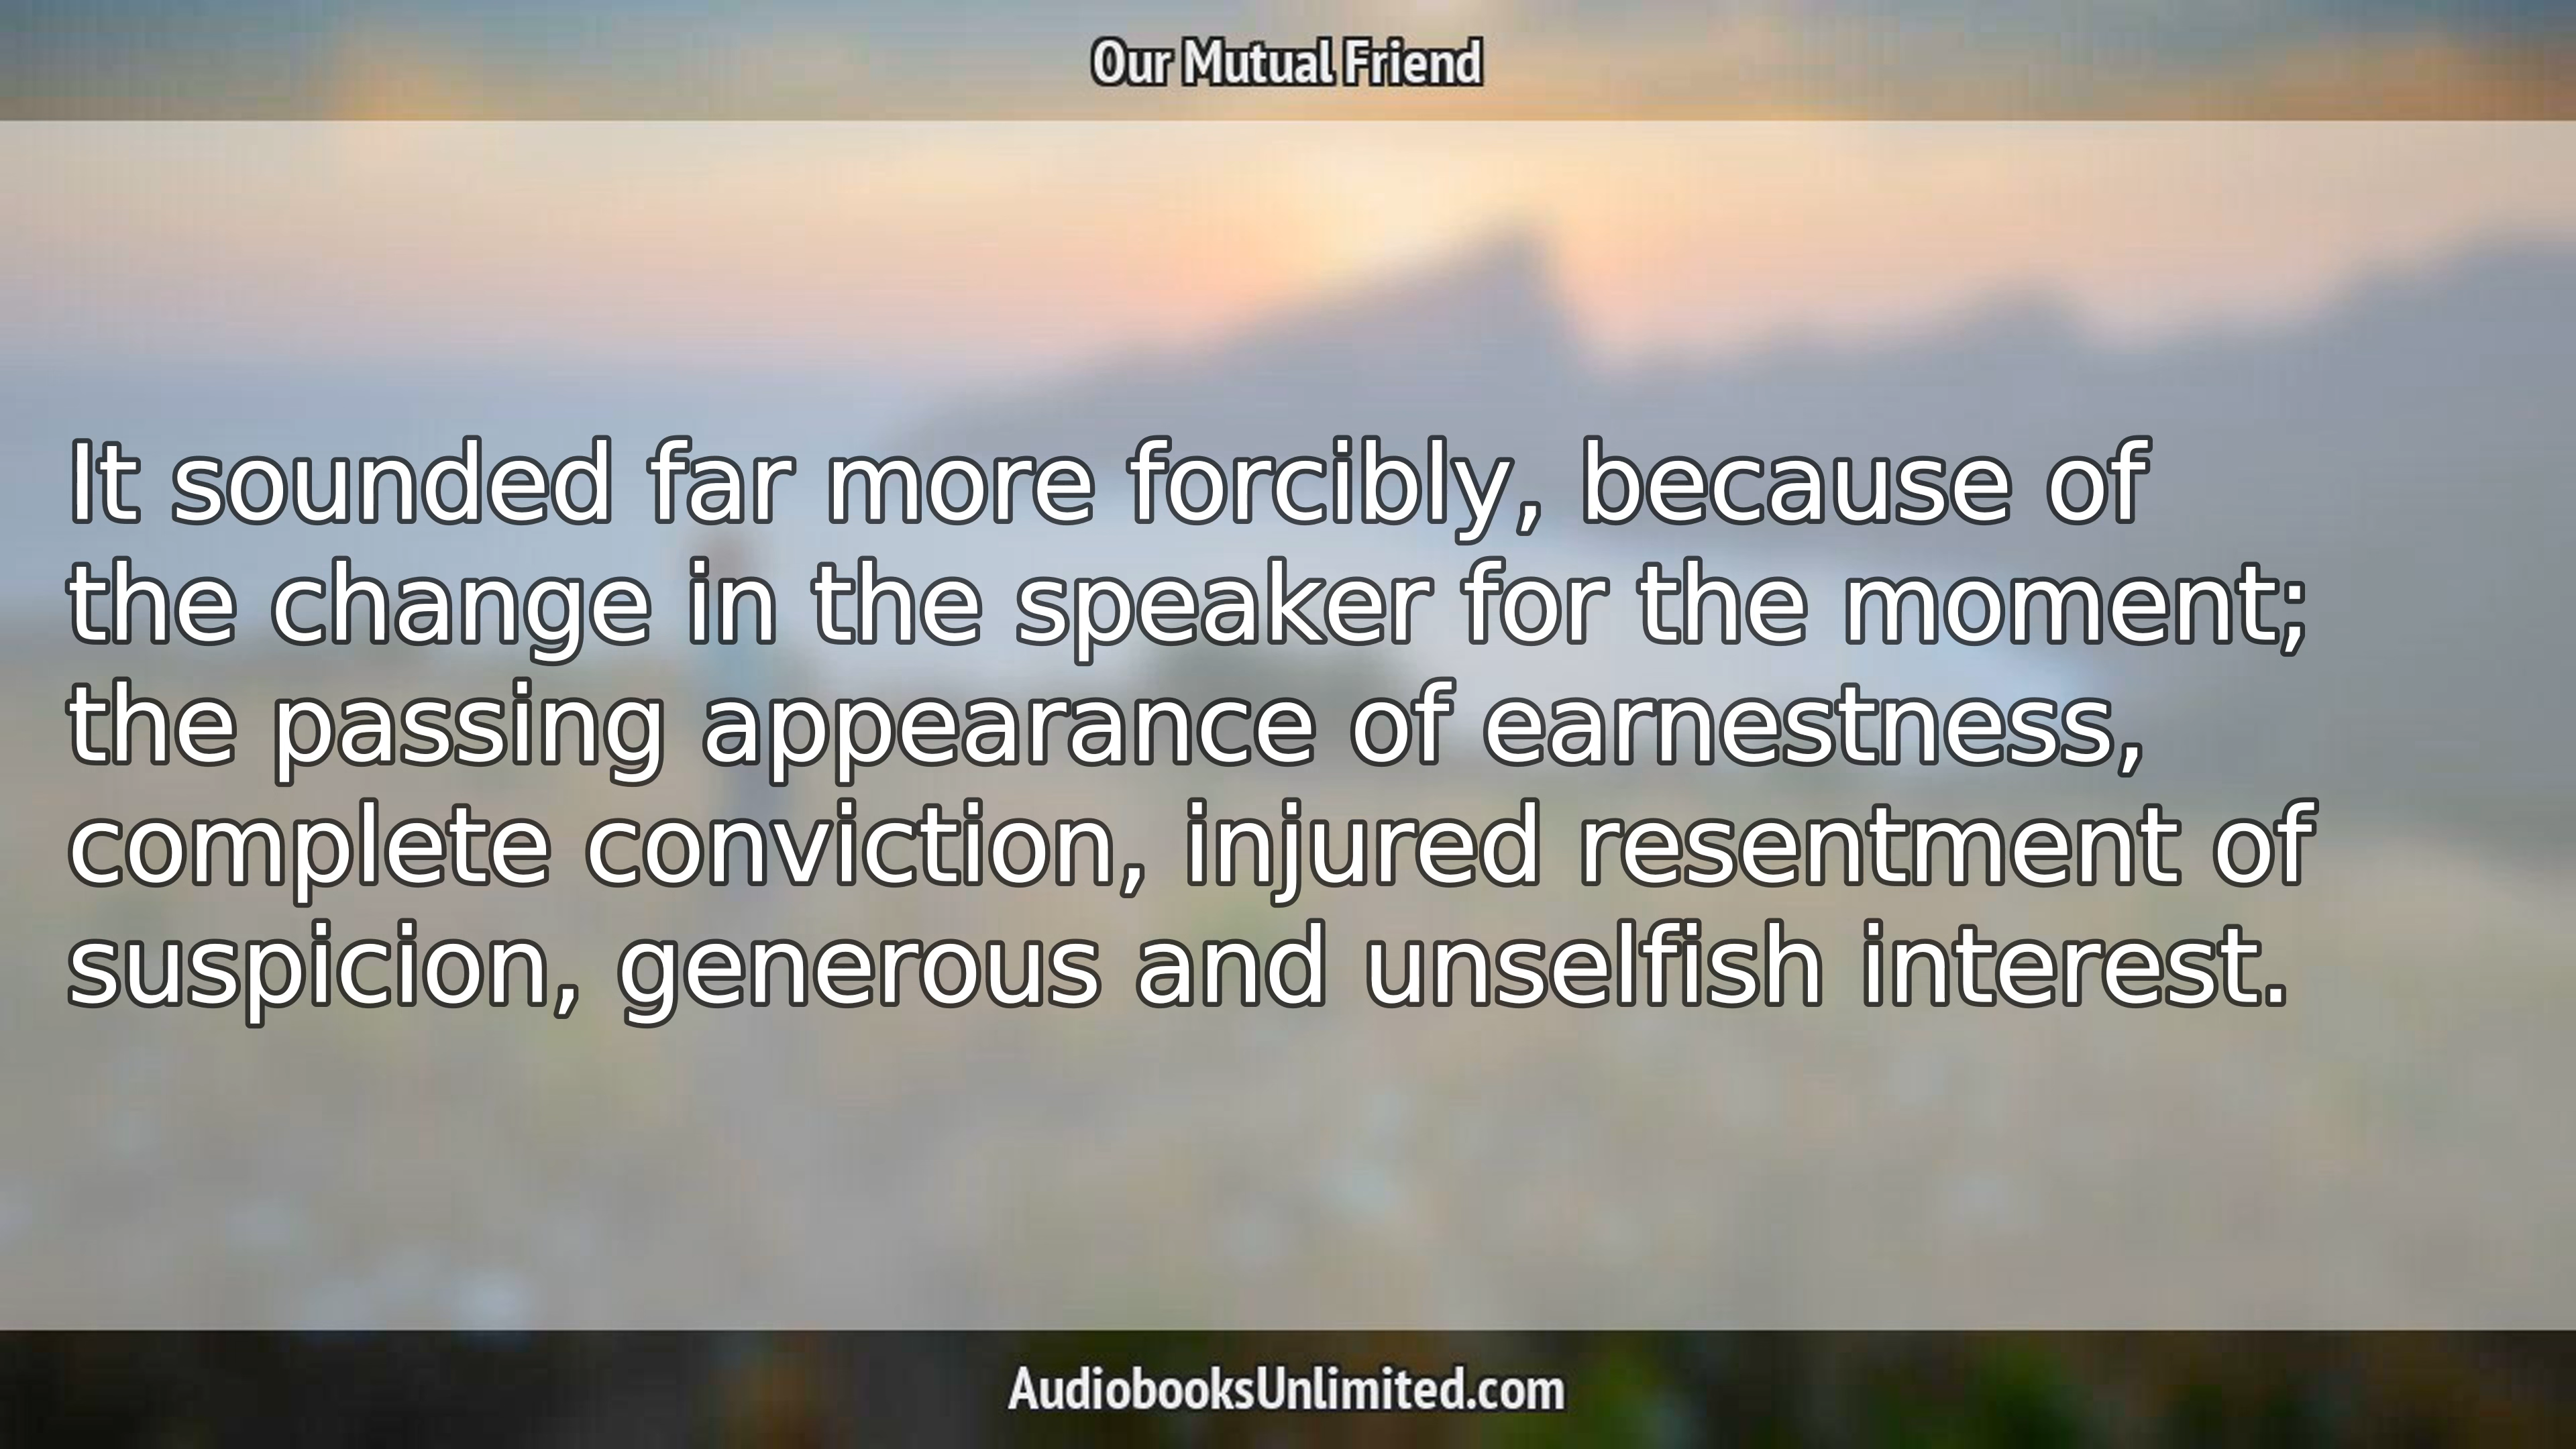 Our Mutual Friend
It sounded far more forcibly, because of
the change in the speaker for the moment;
the passing appearance of earnestness,
complete conviction, injured resentment of
suspicion, generous and unselfish interest.
AudiobooksUnlimited.com